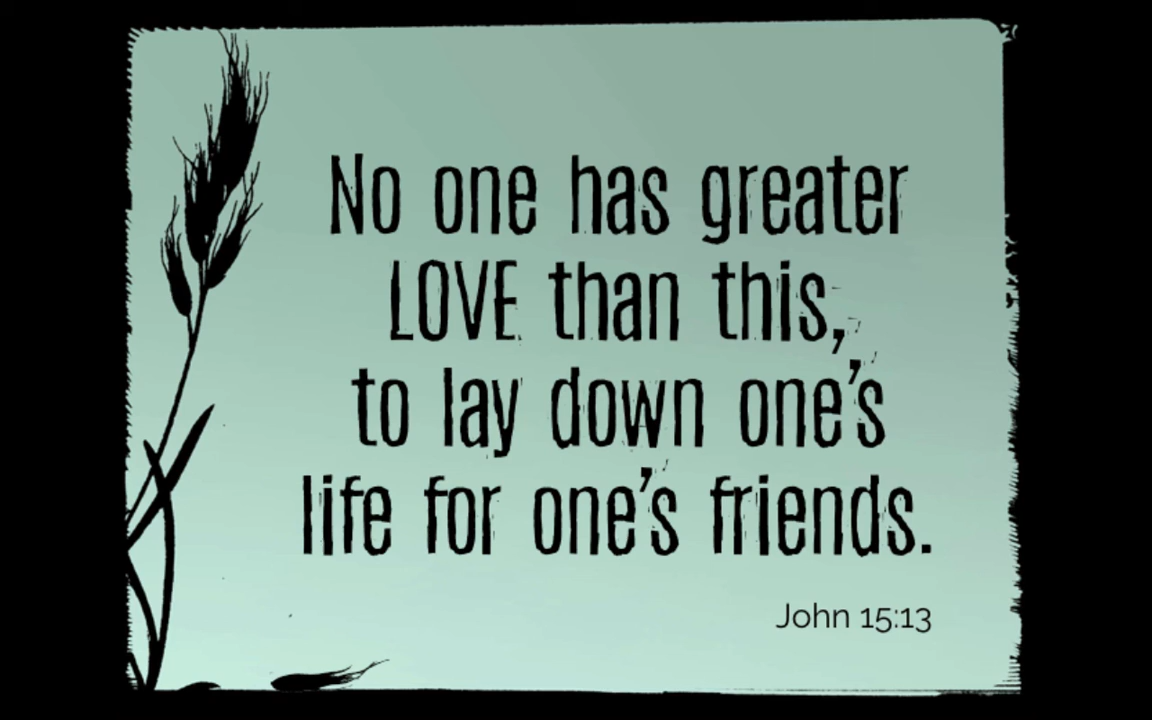 No one has greater
LOVE than this,
to lay down one's
life for one's friends.
John 15:13